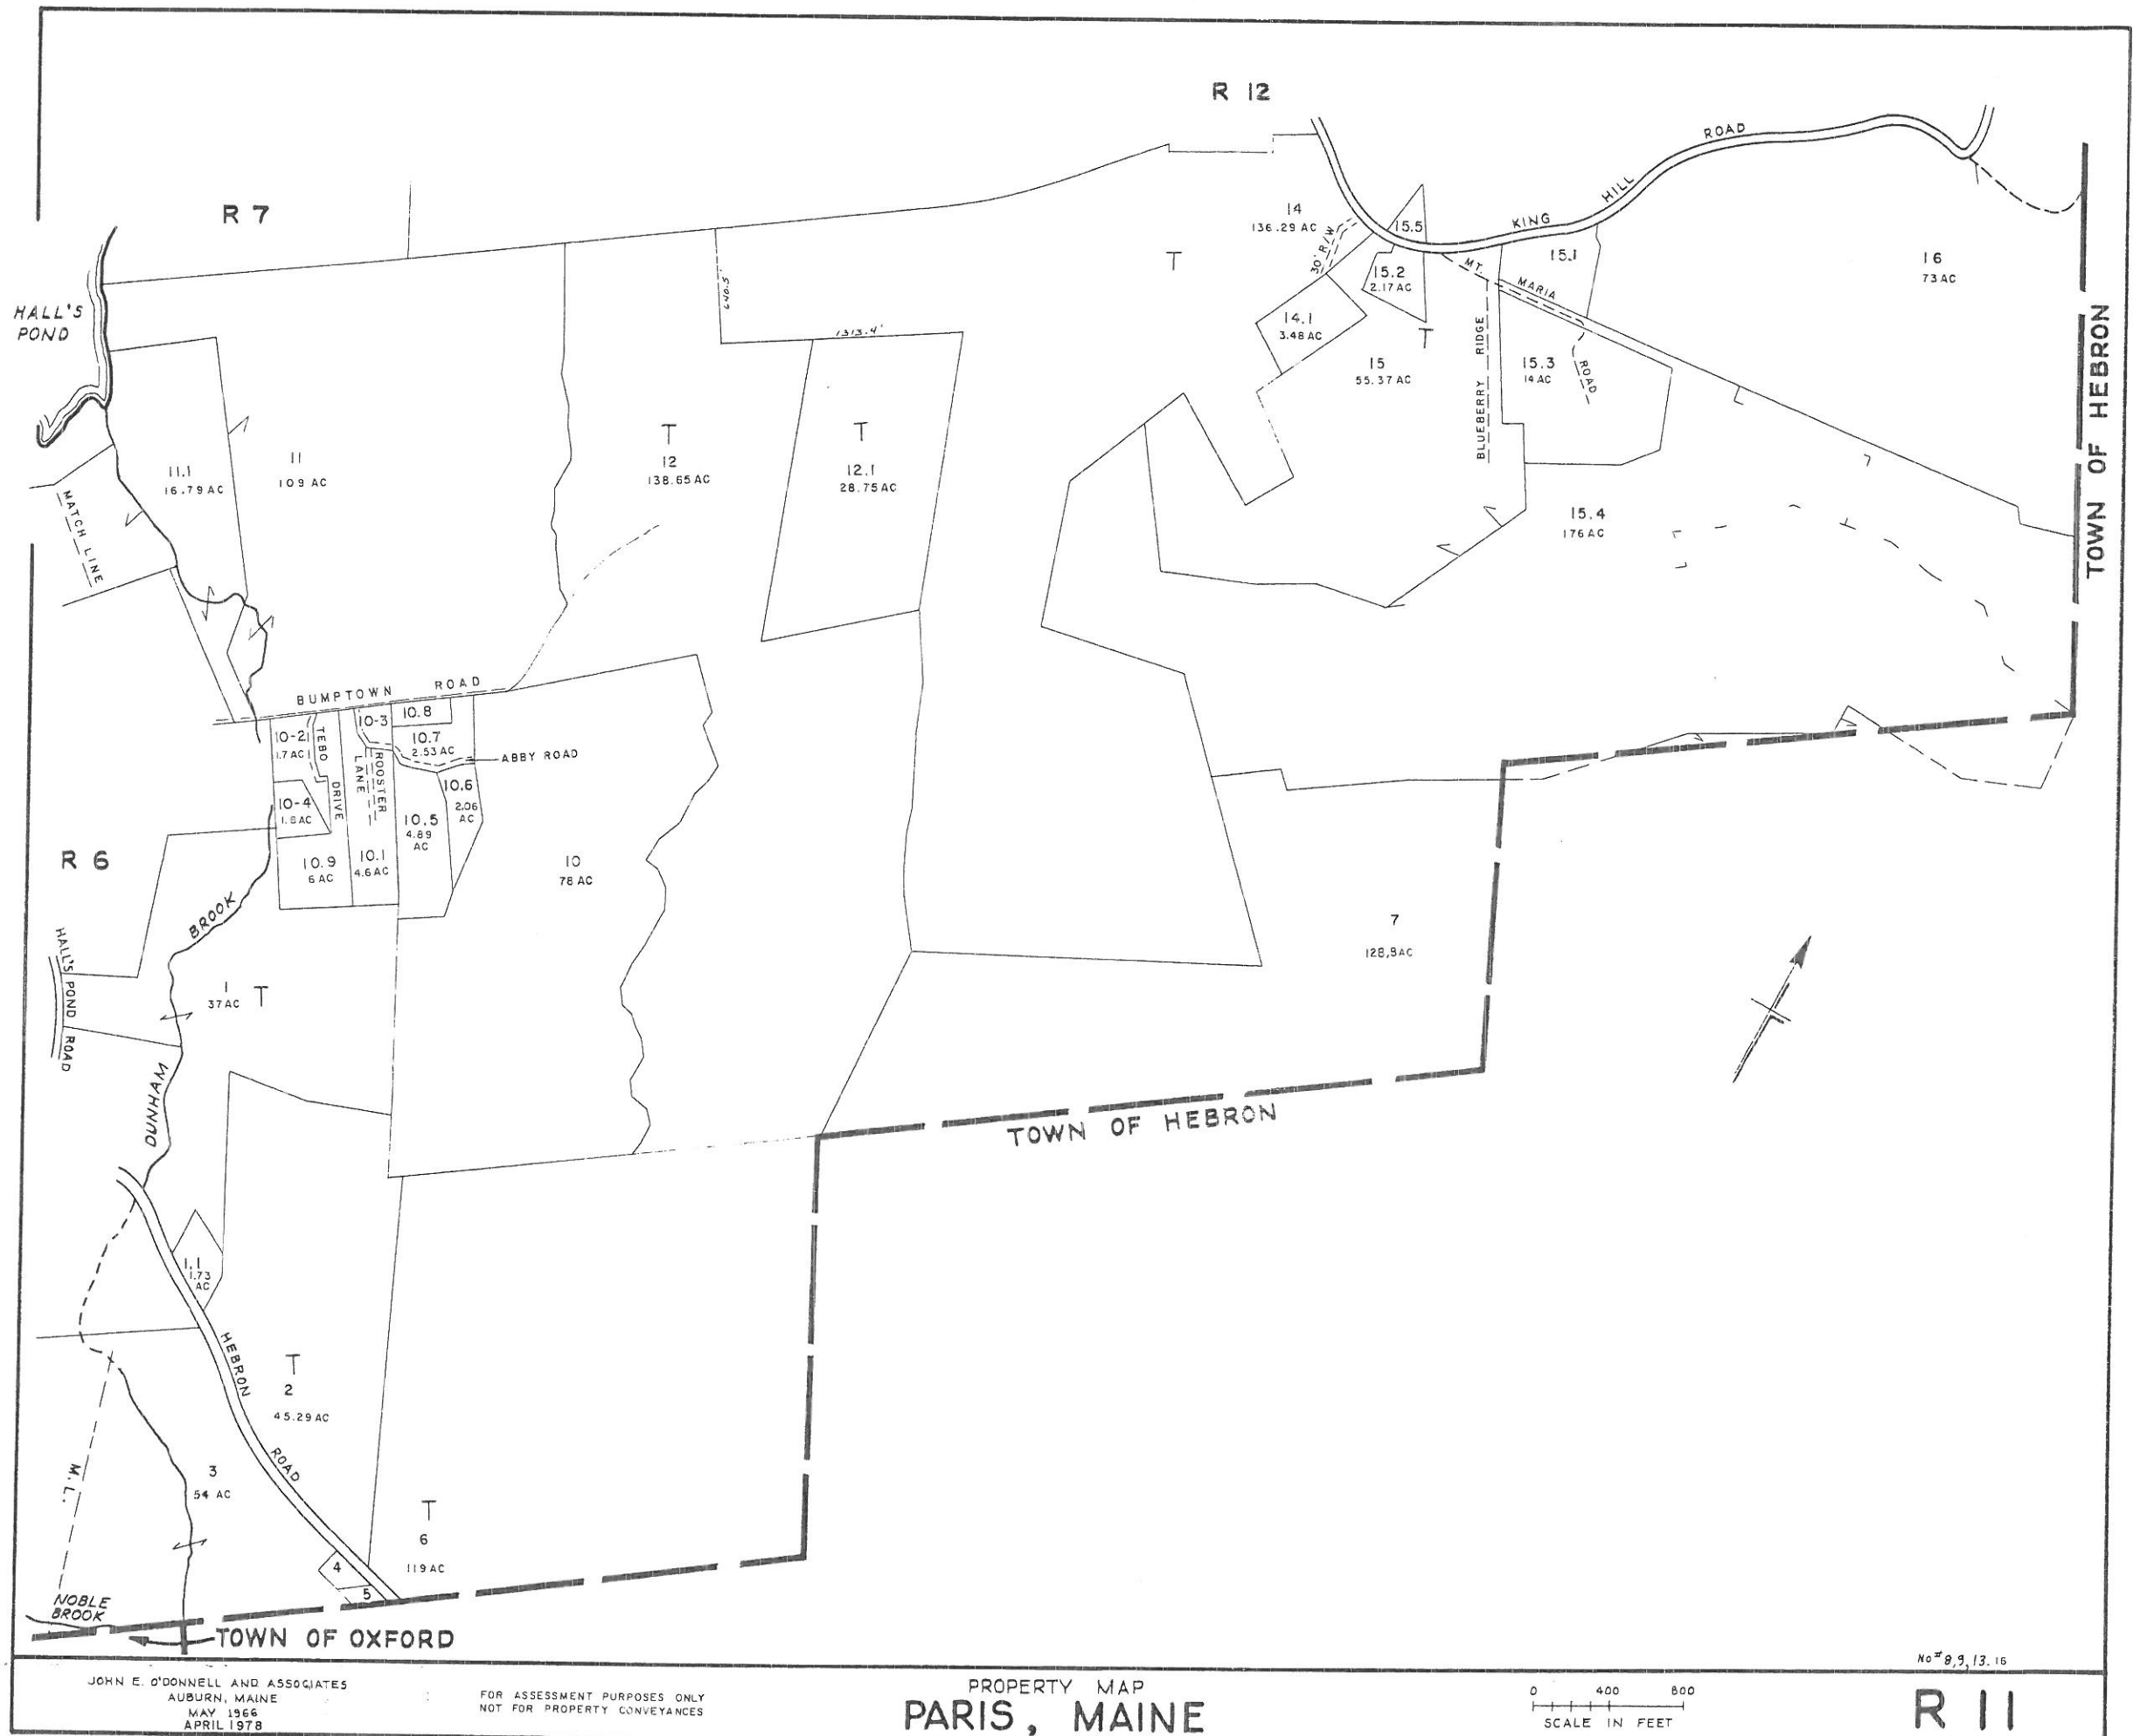 R 12
R 7
HALL'S
POND
KING HILL ROAD
14
136.29 AC
T
30' R/W
15.5
15.2
2.17 AC
15.1
MT. MARIA ROAD
16
73 AC
TOWN OF HEBRON
640.5'
1313.4'
14.1
3.48 AC
15
55.37 AC
T
BLUEBERRY RIDGE
15.3
14 AC
11.1
16.79 AC
11
109 AC
T
12
138.65 AC
T
12.1
28.75 AC
MATCH LINE
15.4
176 AC
BUMPTOWN ROAD
10-2
1.7 AC
TEBO DRIVE
10-3
10.8
10.7
2.53 AC
ABBY ROAD
ROOSTER
LANE
10-4
1.8 AC
10.6
2.06
AC
10.5
4.89
AC
10.9
6 AC
10.1
4.6 AC
10
78 AC
R 6
DUNHAM BROOK
HALL'S POND ROAD
1
37 AC
T
7
128.9 AC
TOWN OF HEBRON
1.1
1.73
AC
HEBRON ROAD
T
2
45.29 AC
M. L.
3
54 AC
T
6
119 AC
4
5
NOBLE
BROOK
TOWN OF OXFORD
No# 8, 9, 13. 16
JOHN E. O'DONNELL AND ASSOCIATES
AUBURN, MAINE
MAY 1966
APRIL 1978
FOR ASSESSMENT PURPOSES ONLY
NOT FOR PROPERTY CONVEYANCES
PROPERTY MAP
PARIS, MAINE
0 400 800
SCALE IN FEET
R 11